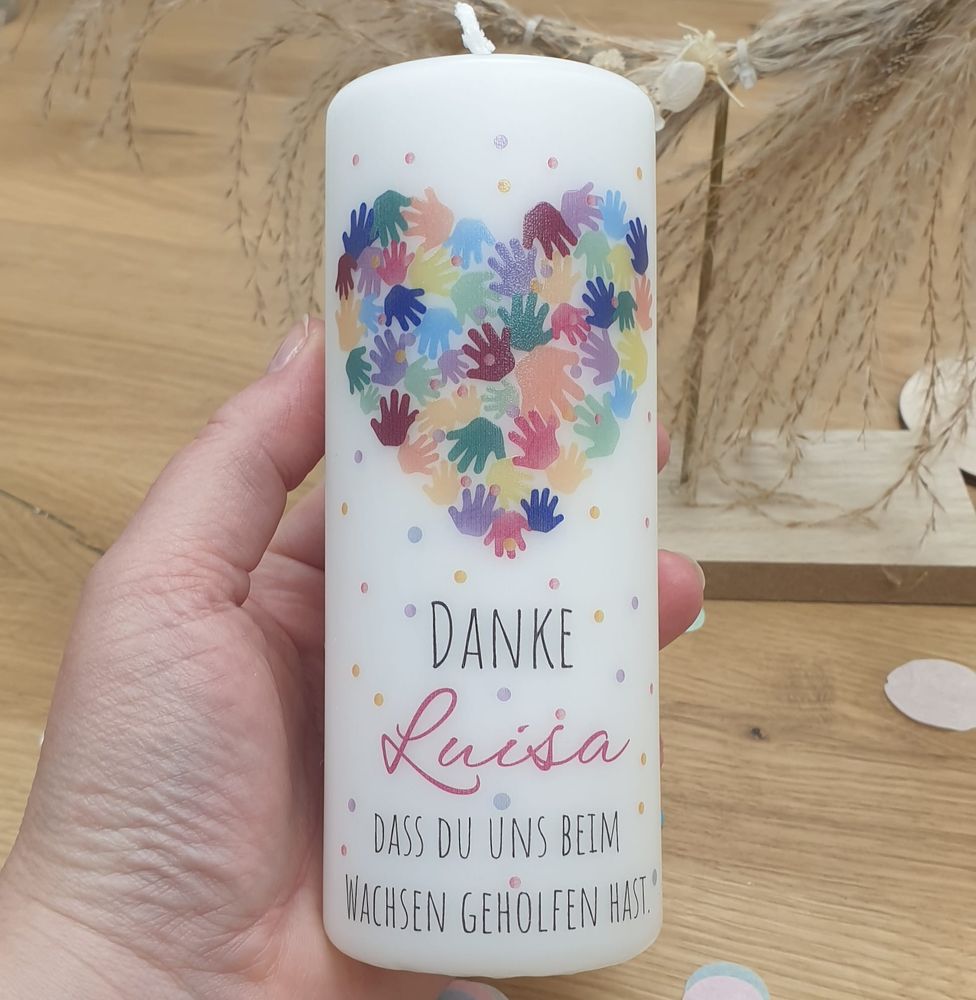 DANKE
Luisa
DASS DU UNS BEIM
WACHSEN GEHOLFEN HAST.